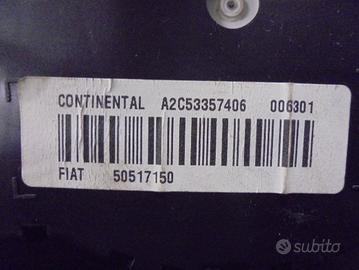 CONTINENTAL A2C53357406 006301
FIAT 50517150
subito